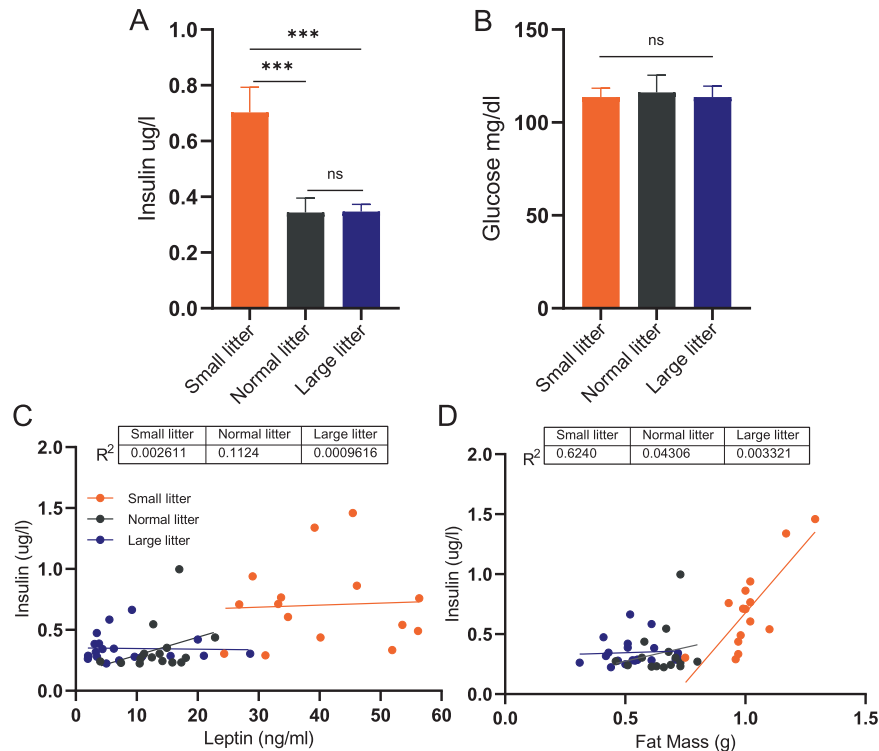 A
Insulin ug/l
1.0
0.8
0.6
0.4
0.2
0.0
***
***
ns
Small litter
Normal litter
Large litter
B
Glucose mg/dl
150
100
50
0
ns
Small litter
Normal litter
Large litter
C
R2
Small litter Normal litter Large litter
0.002611 0.1124 0.0009616
Small litter
Normal litter
Large litter
Insulin (ug/l)
2.0
1.5
1.0
0.5
0.0
0 10 20 30 40 50 60
Leptin (ng/ml)
D
R2
Small litter Normal litter Large litter
0.6240 0.04306 0.003321
Insulin (ug/l)
2.0
1.5
1.0
0.5
0.0
0.0 0.5 1.0 1.5
Fat Mass (g)